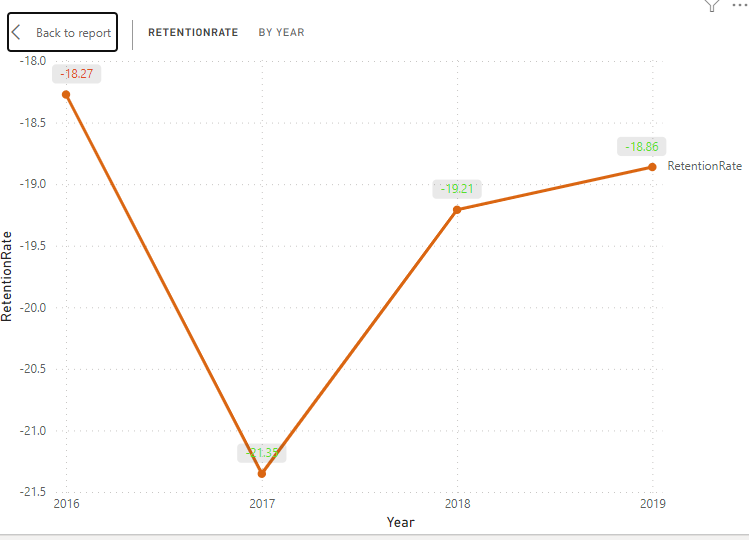 Back to report
RETENTIONRATE BY YEAR
-18.0
-18.27
-18.5
-18.86
RetentionRate
-19.0
-19.21
-19.5
RetentionRate
-20.0
-20.5
-21.0
-21.35
-21.5
2016 2017 2018 2019
Year